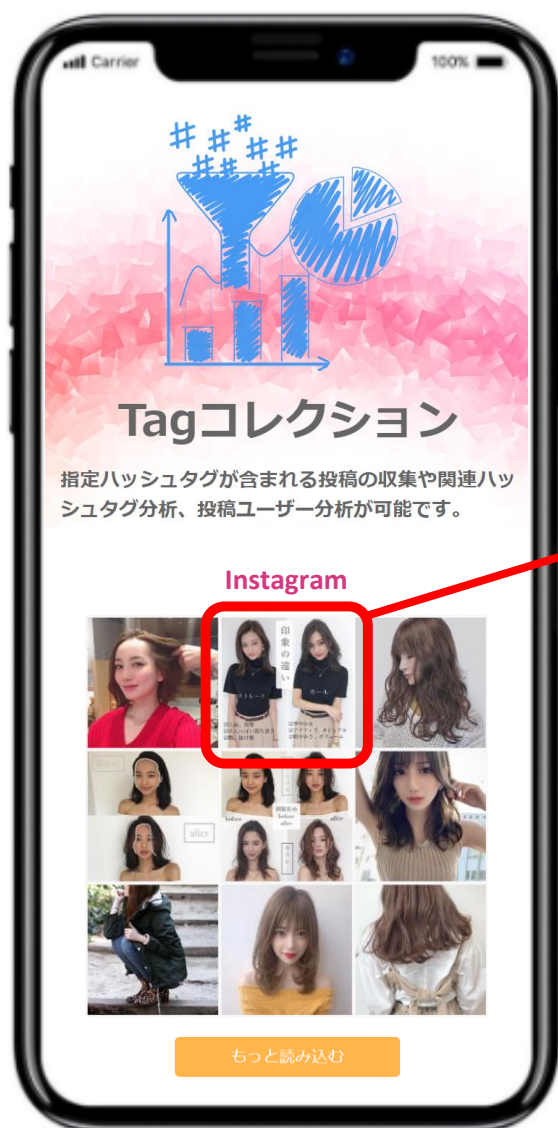 Carrier
100%
# # # # # # # #
Tagコレクション
指定ハッシュタグが含まれる投稿の収集や関連ハッ
シュタグ分析、投稿ユーザー分析が可能です。
Instagram
印象の違い
ストレート
カール
after
before
before
after
after
もっと読み込む